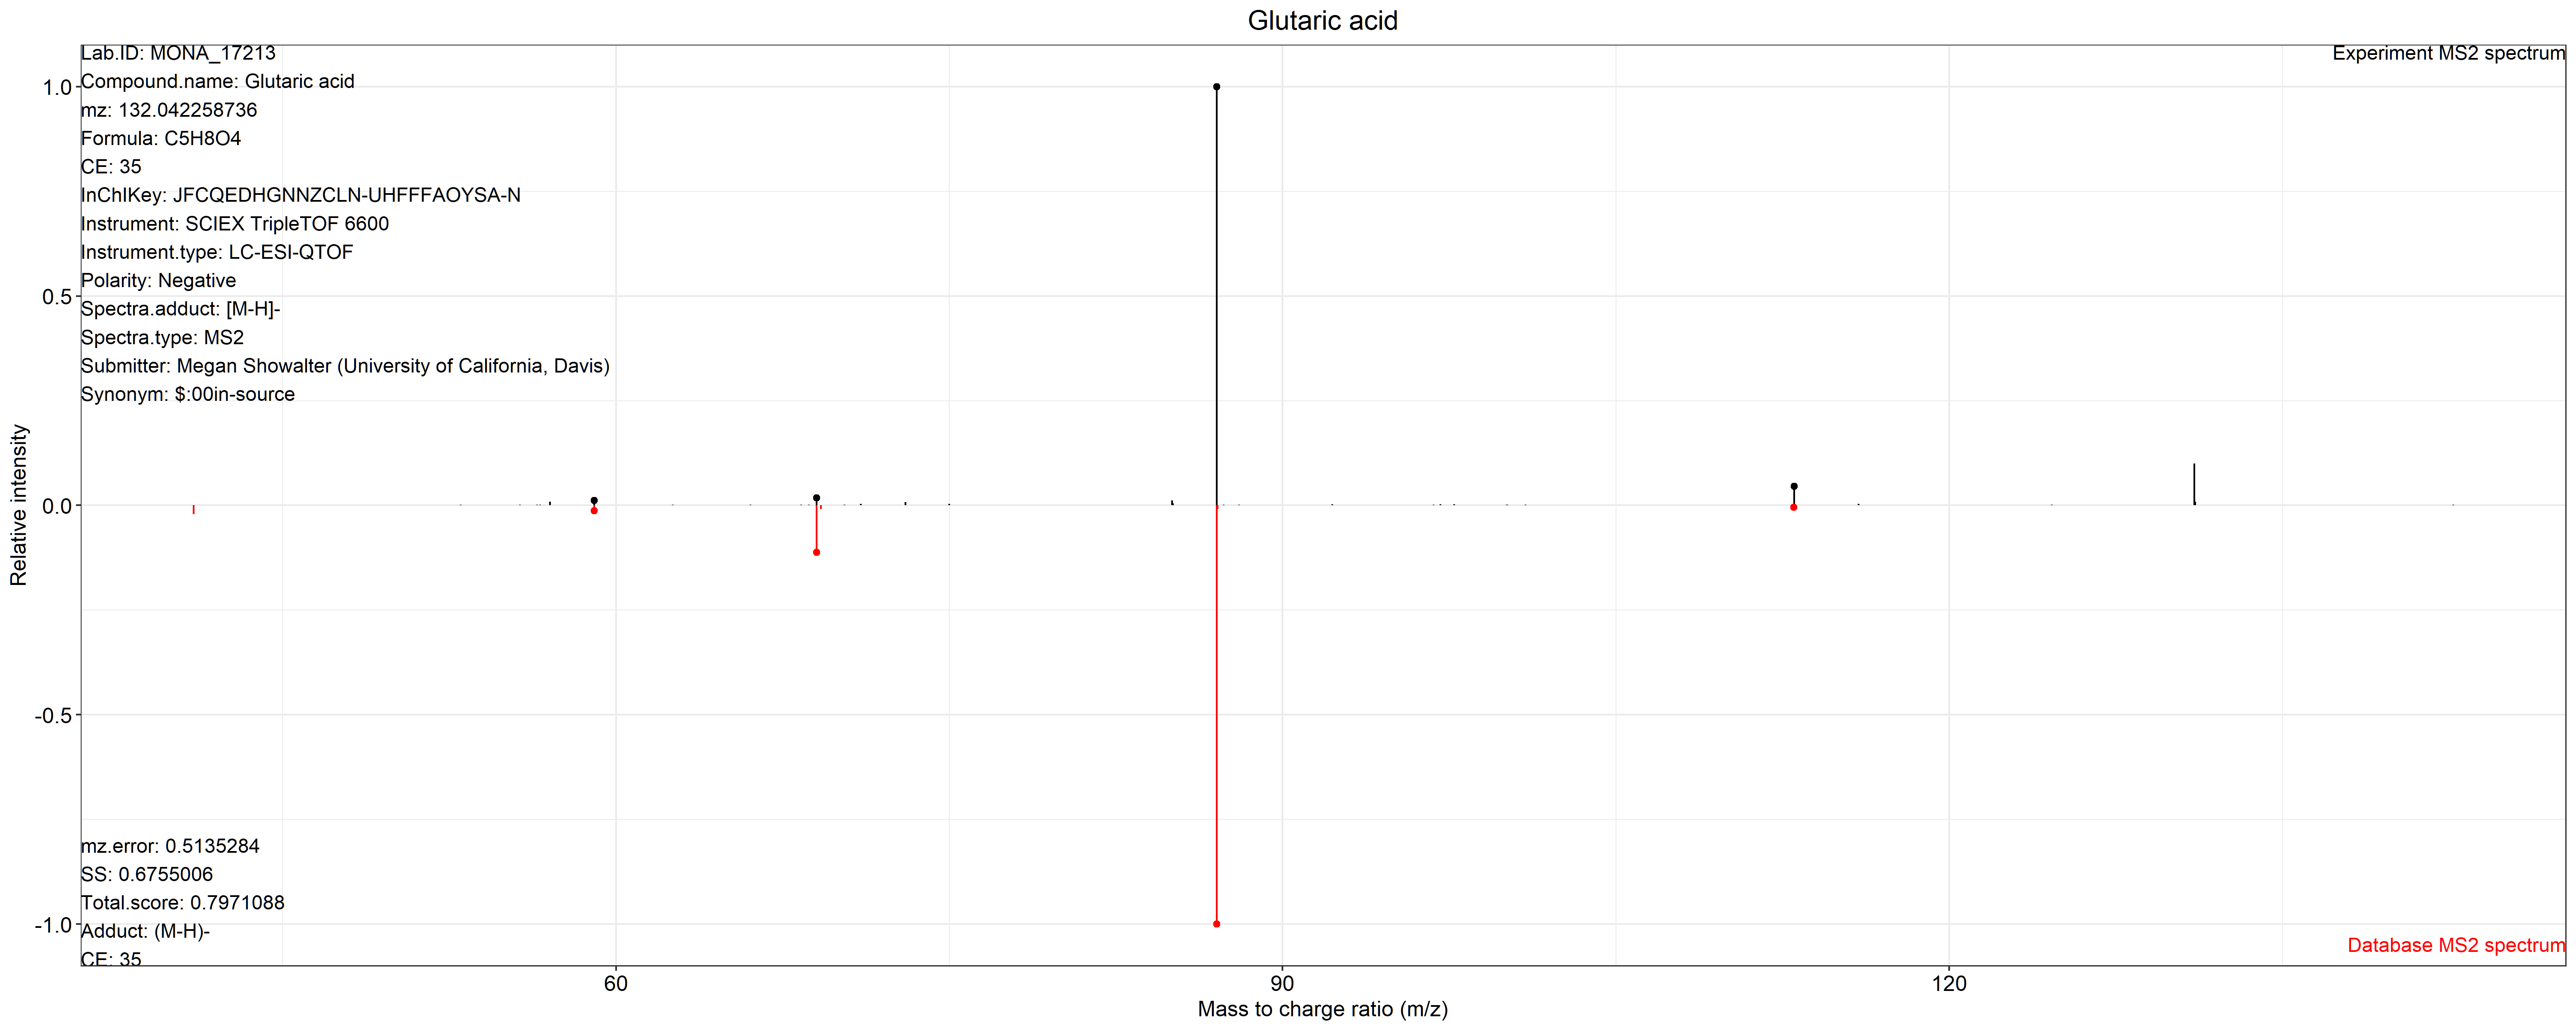 Glutaric acid
Lab.ID: MONA_17213
Experiment MS2 spectrum
Compound.name: Glutaric acid
mz: 132.042258736
Formula: C5H8O4
CE: 35
InChIKey: JFCQEDHGNNZCLN-UHFFFAOYSA-N
Instrument: SCIEX TripleTOF 6600
Instrument.type: LC-ESI-QTOF
Polarity: Negative
Spectra.adduct: [M-H]-
Spectra.type: MS2
Submitter: Megan Showalter (University of California, Davis)
Synonym: $:00in-source
1.0
0.5
0.0
-0.5
-1.0
Relative intensity
mz.error: 0.5135284
SS: 0.6755006
Total.score: 0.7971088
Adduct: (M-H)-
CE: 35
Database MS2 spectrum
60
90
120
Mass to charge ratio (m/z)